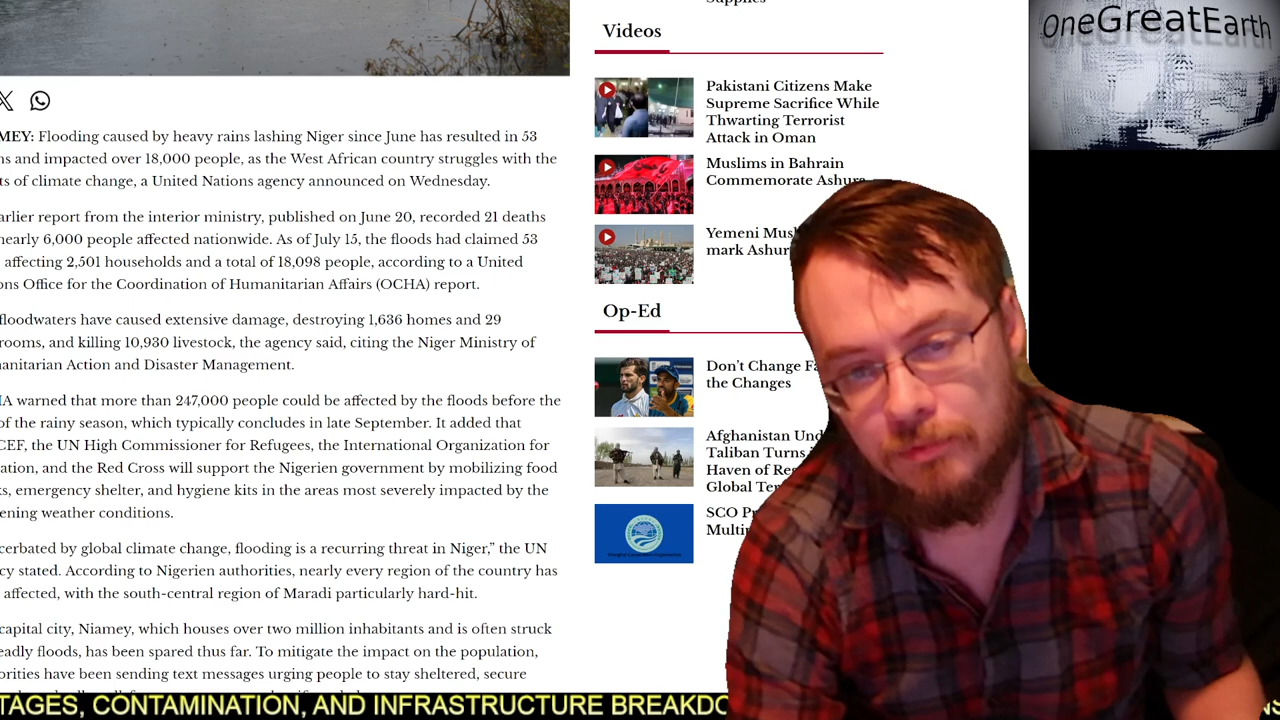 MEY: Flooding caused by heavy rains lashing Niger since June has resulted in 53
and impacted over 18,000 people, as the West African country struggles with the
of climate change, a United Nations agency announced on Wednesday.
report from the interior ministry, published on June 20, recorded 21 deaths
nearly 6,000 people affected nationwide. As of July 15, the floods had claimed 53
affecting 2,501 households and a total of 18,098 people, according to a United
Office for the Coordination of Humanitarian Affairs (OCHA) report.
floodwaters have caused extensive damage, destroying 1,636 homes and 29
rooms, and killing 10,930 livestock, the agency said, citing the Niger Ministry of
anitarian Action and Disaster Management.
warned that more than 247,000 people could be affected by the floods before the
of the rainy season, which typically concludes in late September. It added that
CEF, the UN High Commissioner for Refugees, the International Organization for
ation, and the Red Cross will support the Nigerien government by mobilizing food
s, emergency shelter, and hygiene kits in the areas most severely impacted by the
ening weather conditions.
cerbated by global climate change, flooding is a recurring threat in Niger,” the UN
cy stated. According to Nigerien authorities, nearly every region of the country has
affected, with the south-central region of Maradi particularly hard-hit.
capital city, Niamey, which houses over two million inhabitants and is often struck
eadly floods, has been spared thus far. To mitigate the impact on the population,
orities have been sending text messages urging people to stay sheltered, secure
Supplies
Videos
Pakistani Citizens Make
Supreme Sacrifice While
Thwarting Terrorist
Attack in Oman
Muslims in Bahrain
Commemorate Ashura
Yemeni Mus
mark Ashur
Op-Ed
Don’t Change Fa
the Changes
Afghanistan Und
Taliban Turns
Haven of Re
Global Ter
SCO Pr
Multi
OneGreatEarth
TAGES, CONTAMINATION, AND INFRASTRUCTURE BREAKDO